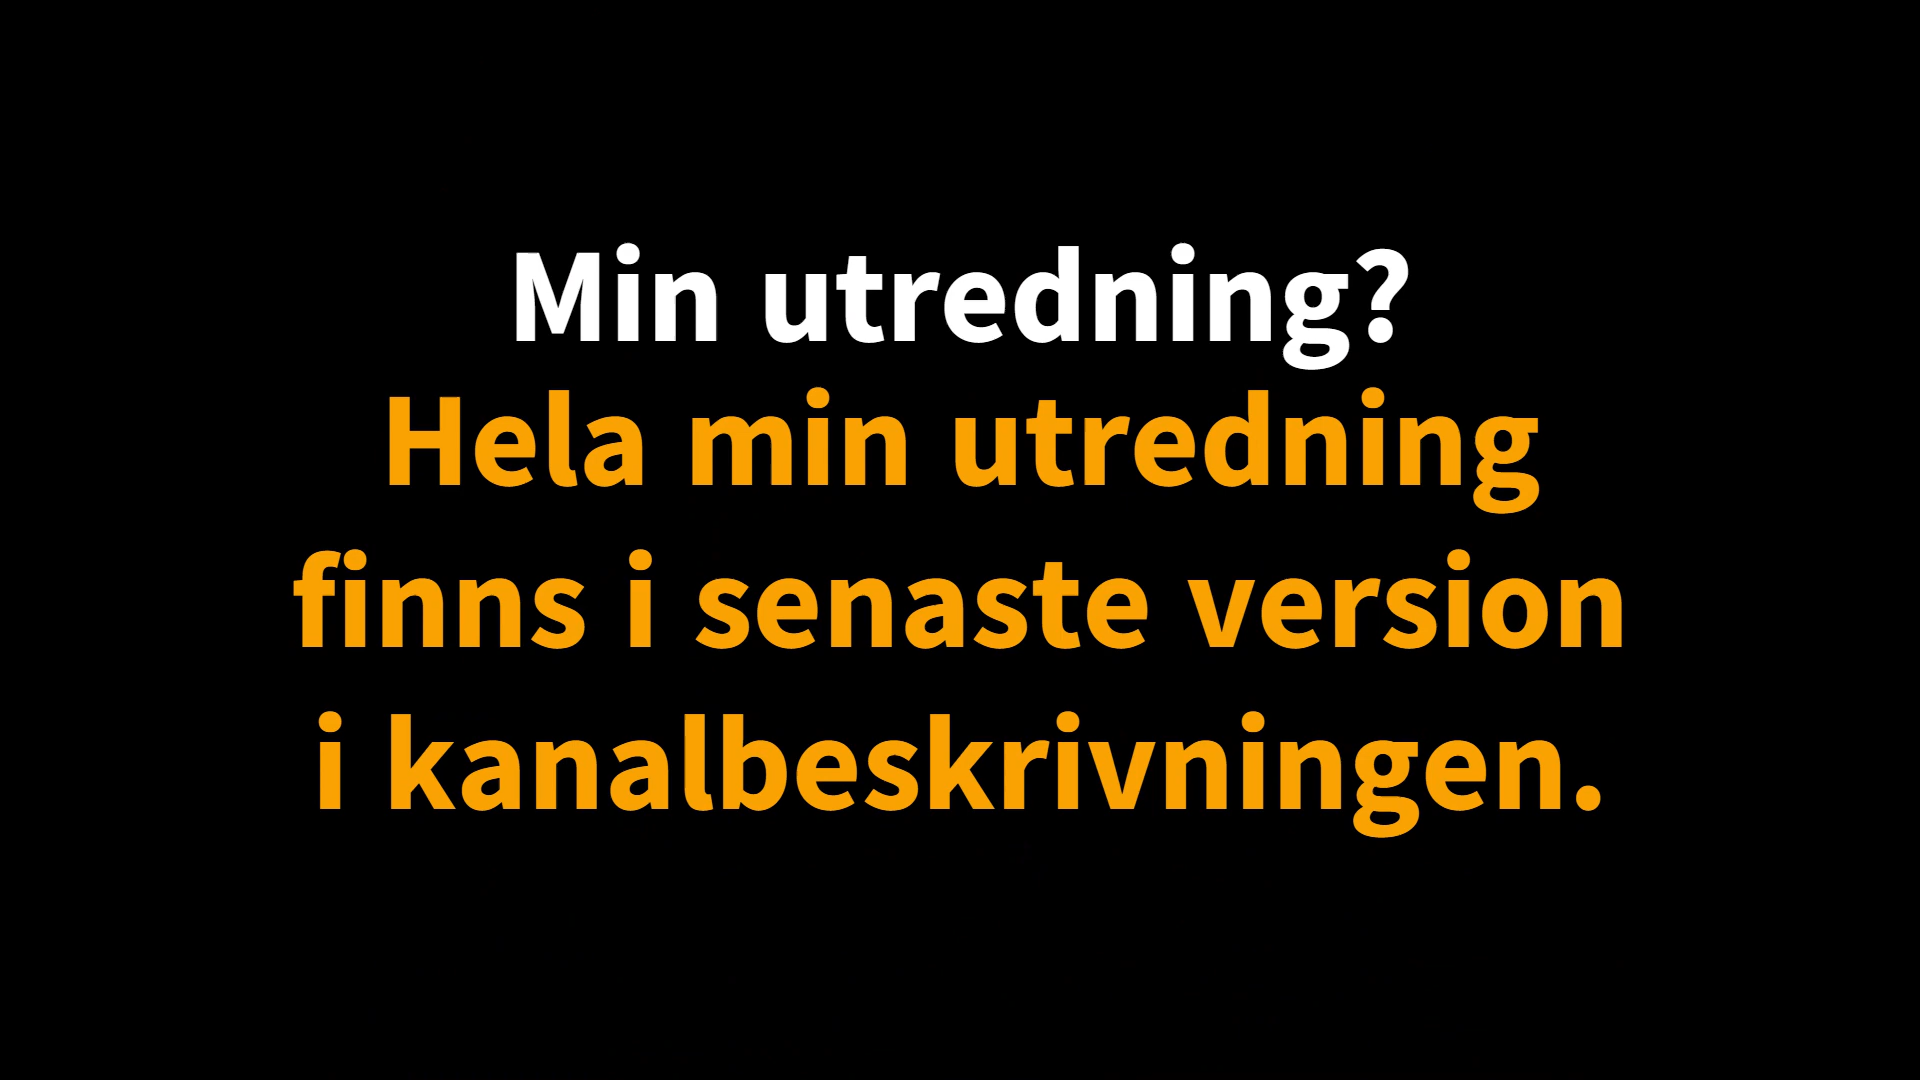 Min utredning?
Hela min utredning
finns i senaste version
i kanalbeskrivningen.